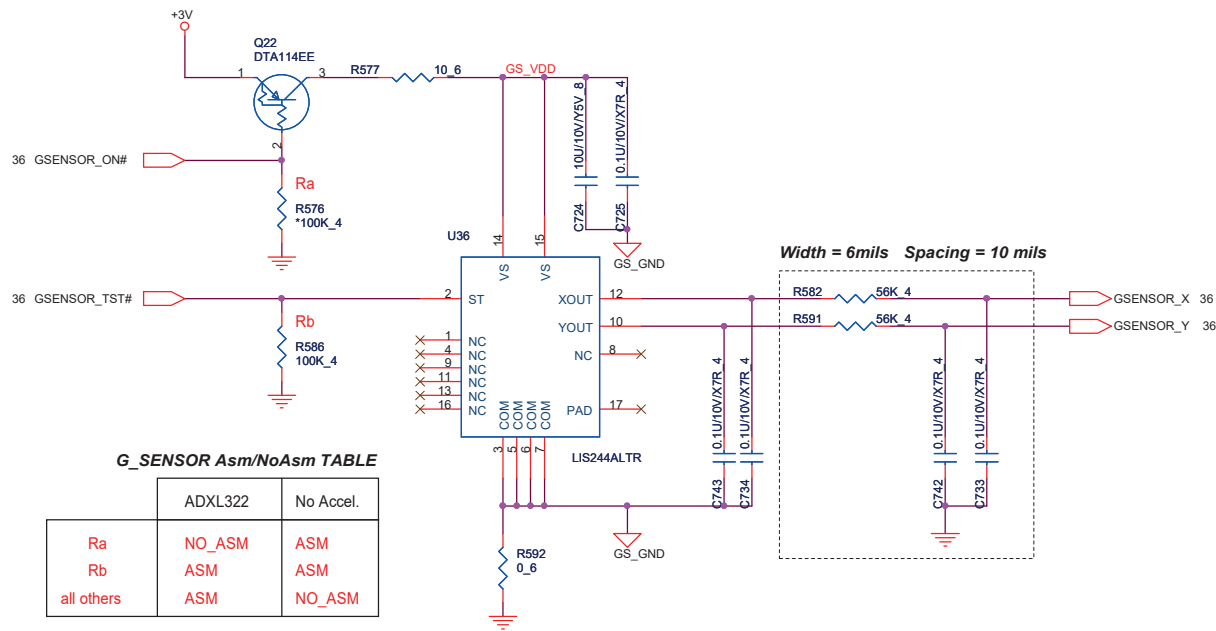 +3V
Q22
DTA114EE
1
3
R577
10_6
GS_VDD
2
36 GSENSOR_ON#
Ra
R576
*100K_4
10U/10V/Y5V_8
0.1U/10V/X7R_4
C724
C725
GS_GND
U36
14
15
VS
VS
Width = 6mils Spacing = 10 mils
36 GSENSOR_TST#
2
ST
XOUT
12
R582
56K_4
GSENSOR_X 36
Rb
R586
100K_4
YOUT
10
R591
56K_4
GSENSOR_Y 36
1
NC
4
NC
9
NC
11
NC
13
NC
16
NC
NC
8
PAD
17
COM
COM
COM
COM
3
5
6
7
LIS244ALTR
0.1U/10V/X7R_4
0.1U/10V/X7R_4
C743
C734
0.1U/10V/X7R_4
0.1U/10V/X7R_4
C742
C733
GS_GND
R592
0_6
G_SENSOR Asm/NoAsm TABLE
ADXL322 No Accel.
Ra NO_ASM ASM
Rb ASM ASM
all others ASM NO_ASM